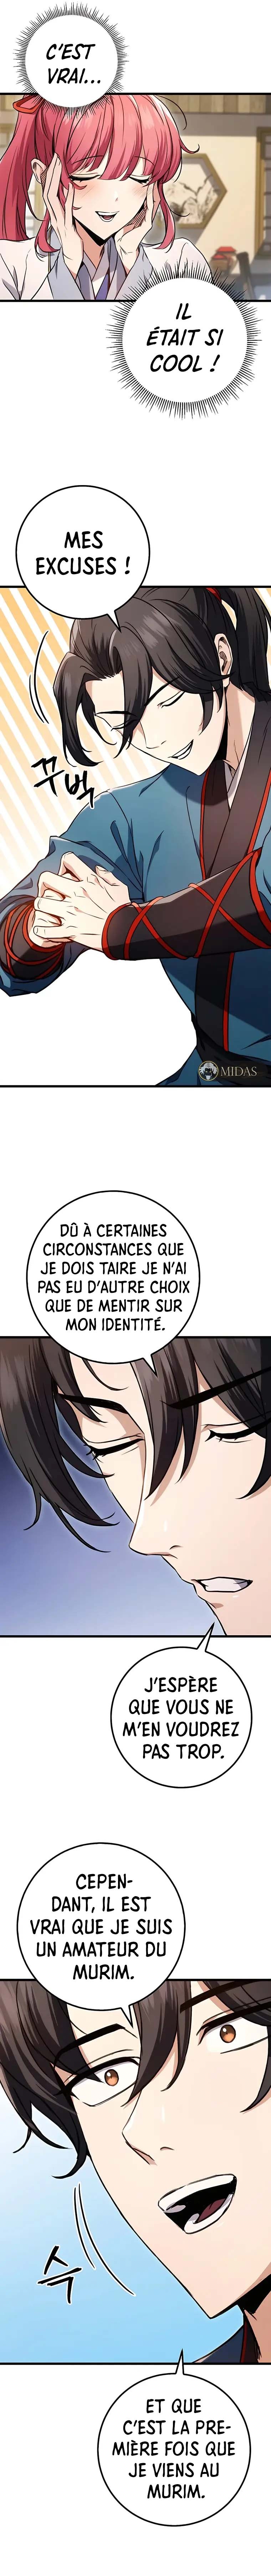 C'EST
VRAI...
IL
ÉTAIT SI
COOL !
MES
EXCUSES !
꾸벅
MIDAS
DÛ À CERTAINES
CIRCONSTANCES QUE
JE DOIS TAIRE JE N'AI
PAS EU D'AUTRE CHOIX
QUE DE MENTIR SUR
MON IDENTITÉ.
J'ESPÈRE
QUE VOUS NE
M'EN VOUDREZ
PAS TROP.
CEPEN-
DANT, IL EST
VRAI QUE JE SUIS
UN AMATEUR DU
MURIM.
스
ET QUE
C'EST LA PRE-
MIÈRE FOIS QUE
JE VIENS AU
MURIM.